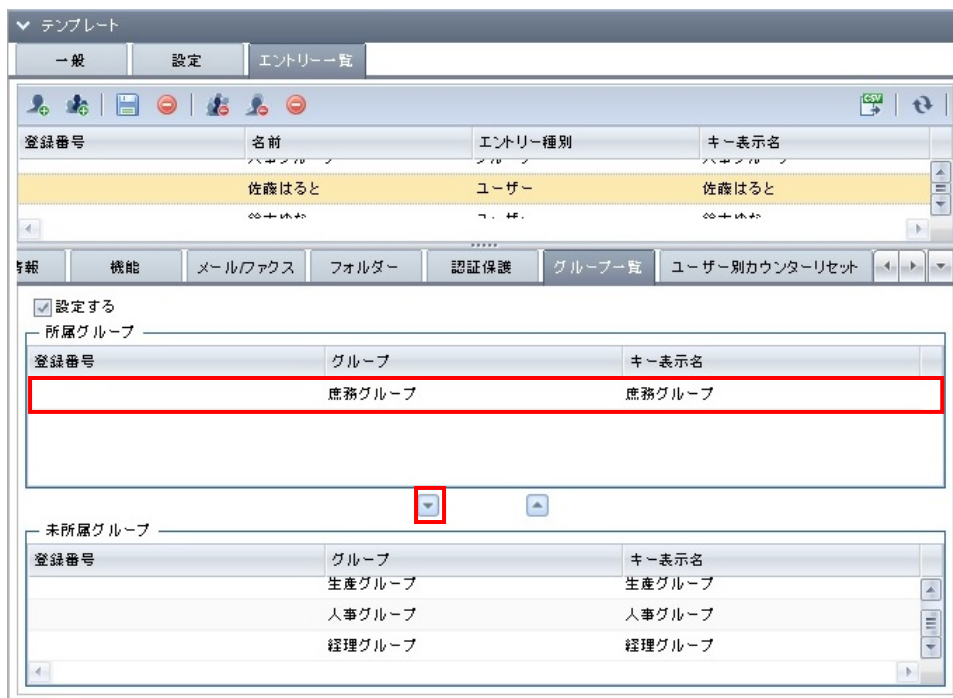 テンプレート
一般 設定 エントリー一覧
CSV
登録番号 名前 エントリー種別 キー表示名
佐藤はると ユーザー 佐藤はると
機能 メール/ファクス フォルダー 認証保護 グループ一覧 ユーザー別カウンターリセット
設定する
所属グループ
登録番号 グループ キー表示名
庶務グループ 庶務グループ
未所属グループ
登録番号 グループ キー表示名
生産グループ 生産グループ
人事グループ 人事グループ
経理グループ 経理グループ